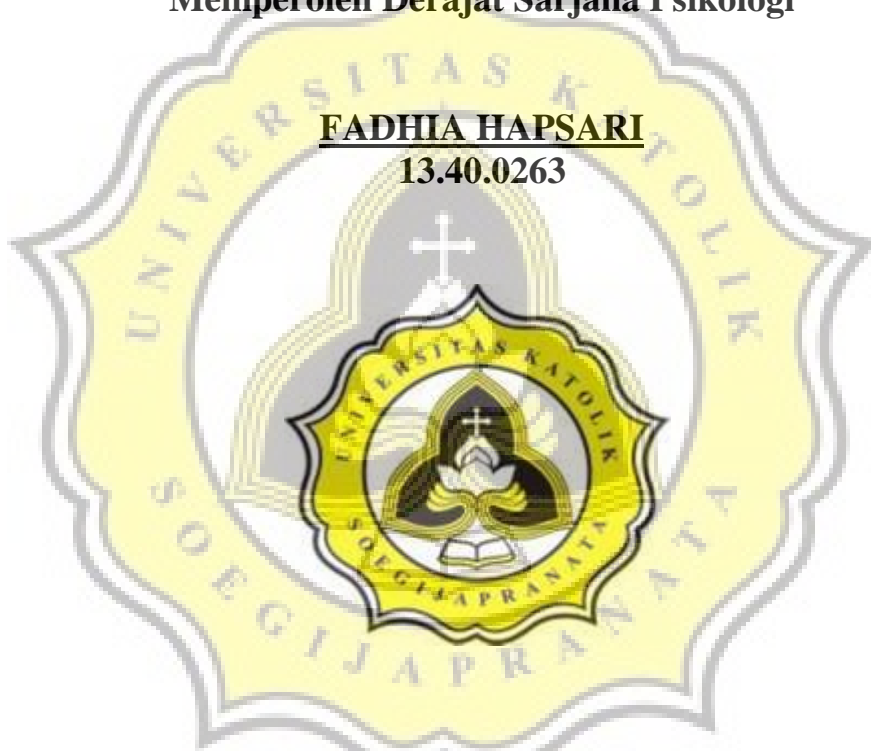 Memperoleh Derajat Sarjana Psikologi
FADHIA HAPSARI
13.40.0263
UNIVERSITAS KATOLIK
SOEGIJAPRANATA
UNIVERSITAS KATOLIK
SOEGIJAPRANATA